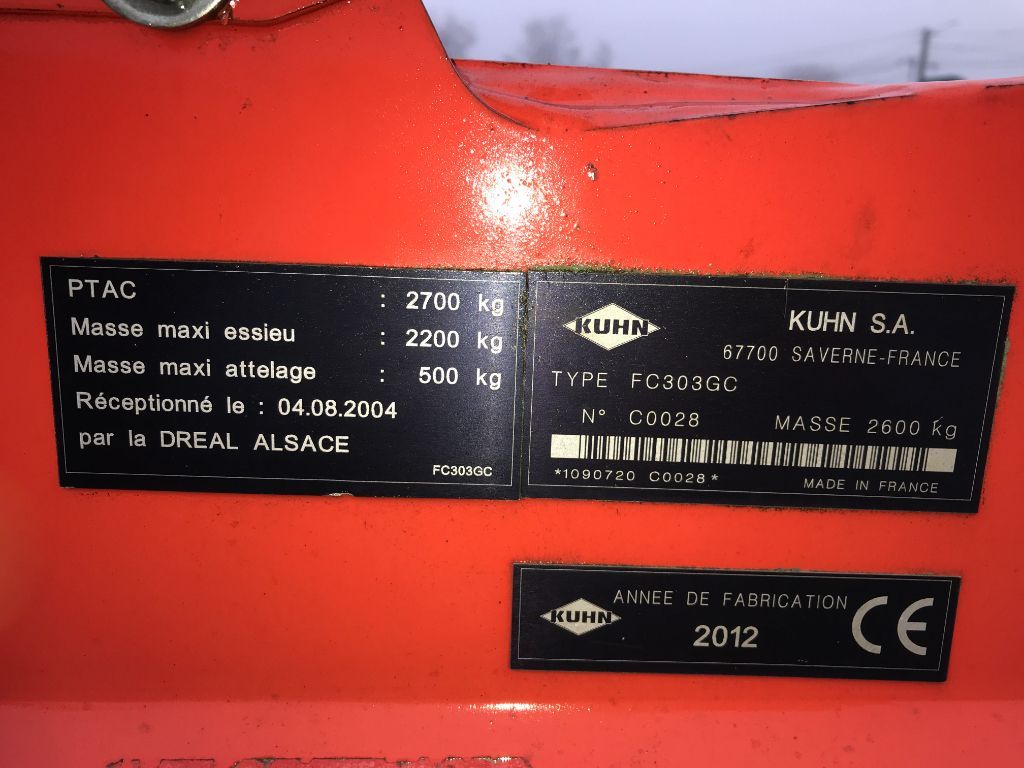 PTAC : 2700 kg
Masse maxi essieu : 2200 kg
Masse maxi attelage : 500 kg
Réceptionné le : 04.08.2004
par la DREAL ALSACE
FC303GC
KUHN
KUHN S.A.
67700 SAVERNE-FRANCE
TYPE FC303GC
N° C0028 MASSE 2600 kg
*1090720 C0028*
MADE IN FRANCE
KUHN
ANNEE DE FABRICATION
2012
CE